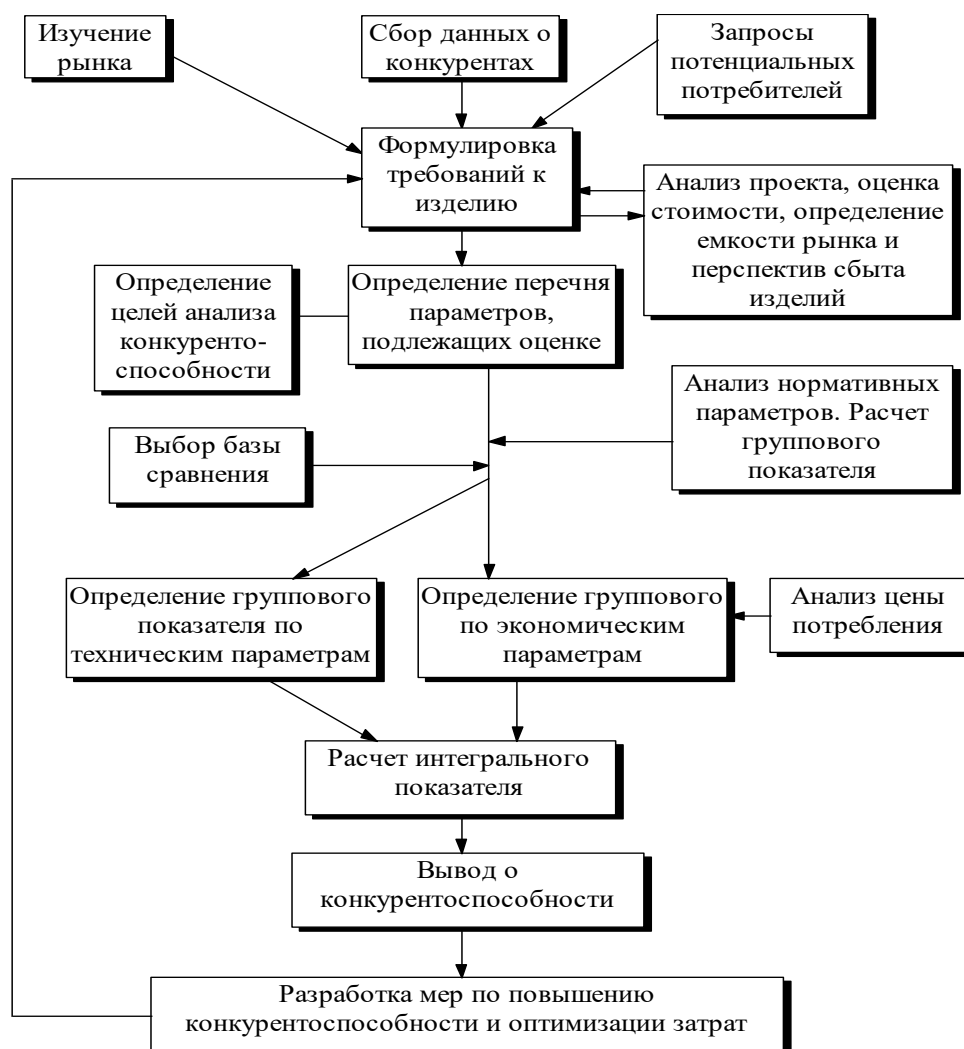 Изучение
рынка
Сбор данных о
конкурентах
Запросы
потенциальных
потребителей
Формулировка
требований к
изделию
Анализ проекта, оценка
стоимости, определение
емкости рынка и
перспектив сбыта
изделий
Определение
целей анализа
конкуренто-
способности
Определение перечня
параметров,
подлежащих оценке
Анализ нормативных
параметров. Расчет
группового
показателя
Выбор базы
сравнения
Определение группового
показателя по
техническим параметрам
Определение группового
по экономическим
параметрам
Анализ цены
потребления
Расчет интегрального
показателя
Вывод о
конкурентоспособности
Разработка мер по повышению
конкурентоспособности и оптимизации затрат